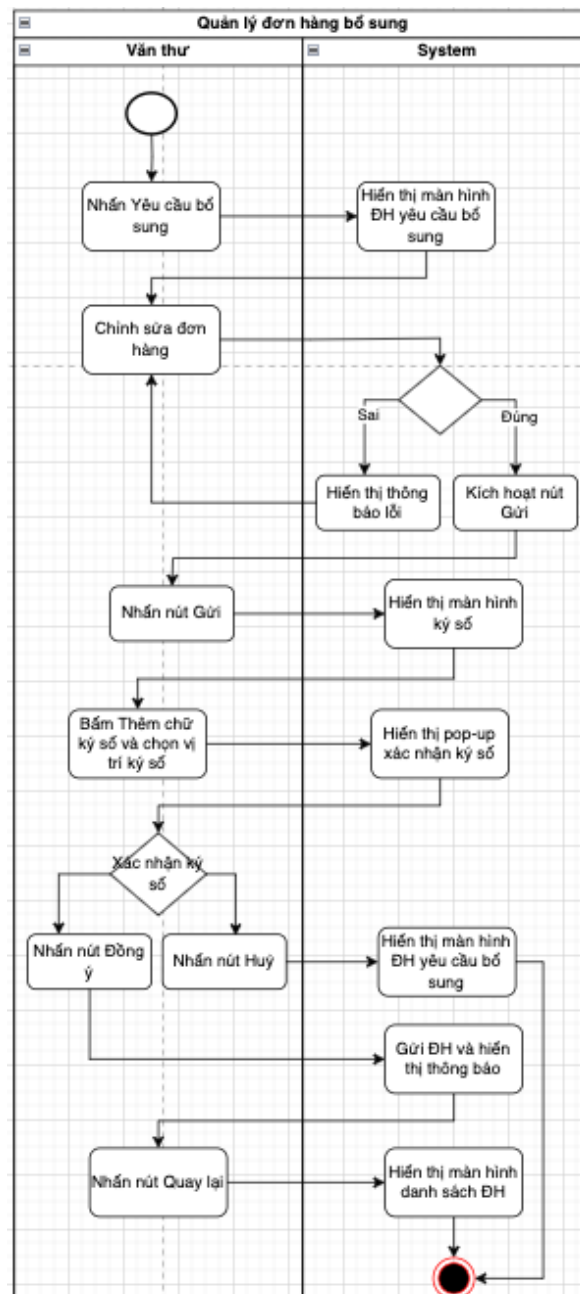 Quản lý đơn hàng bổ sung
Văn thư
System
Nhấn Yêu cầu bổ
sung
Hiển thị màn hình
ĐH yêu cầu bổ
sung
Chỉnh sửa đơn
hàng
Sai
Đúng
Hiển thị thông
báo lỗi
Kích hoạt nút
Gửi
Nhấn nút Gửi
Hiển thị màn hình
ký số
Bấm Thêm chữ
ký số và chọn vị
trí ký số
Hiển thị pop-up
xác nhận ký số
Xác nhận ký
số
Nhấn nút Đồng
ý
Nhấn nút Huỷ
Hiển thị màn hình
ĐH yêu cầu bổ
sung
Gửi ĐH và hiển
thị thông báo
Nhấn nút Quay lại
Hiển thị màn hình
danh sách ĐH